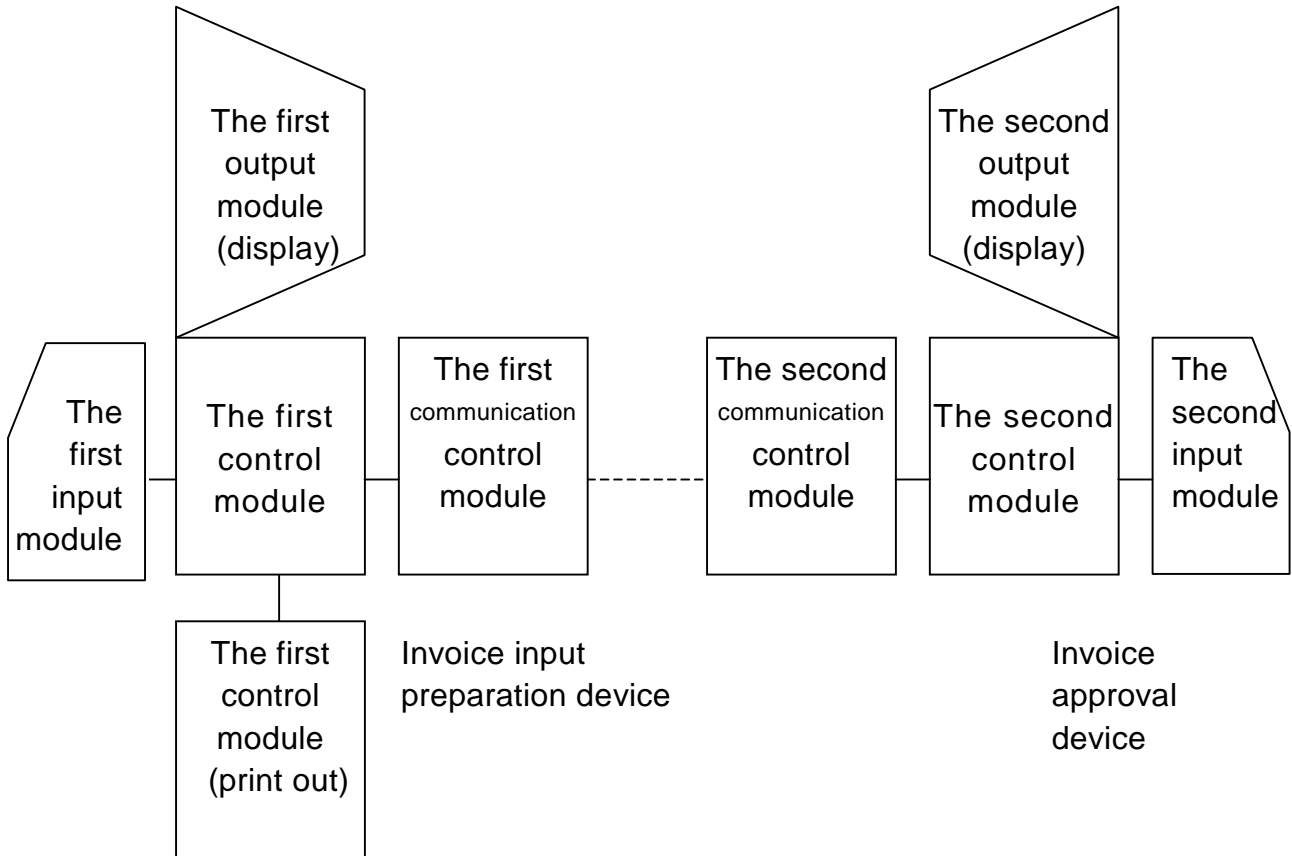 The first
output
module
(display)
The second
output
module
(display)
The
first
input
module
The first
control
module
The first
communication
control
module
The second
communication
control
module
The second
control
module
The
second
input
module
The first
control
module
(print out)
Invoice input
preparation device
Invoice
approval
device